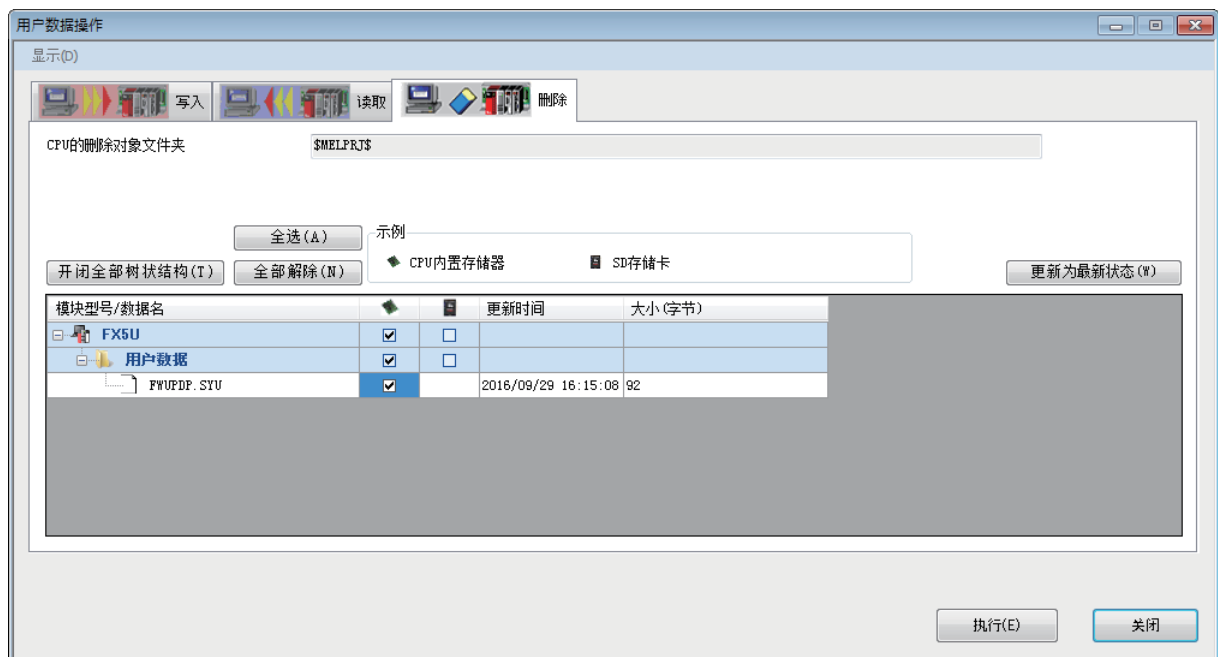 用户数据操作
显示(D)
写入 读取 删除
CPU的删除对象文件夹 $MELPRJ$
全选(A) 示例
CPU内置存储器 SD存储卡
开闭全部树状结构(T) 全部解除(N) 更新为最新状态(W)
模块型号/数据名 更新时间 大小(字节)
FX5U
用户数据
FWUPDP.SYU 2016/09/29 16:15:08 92
执行(E) 关闭